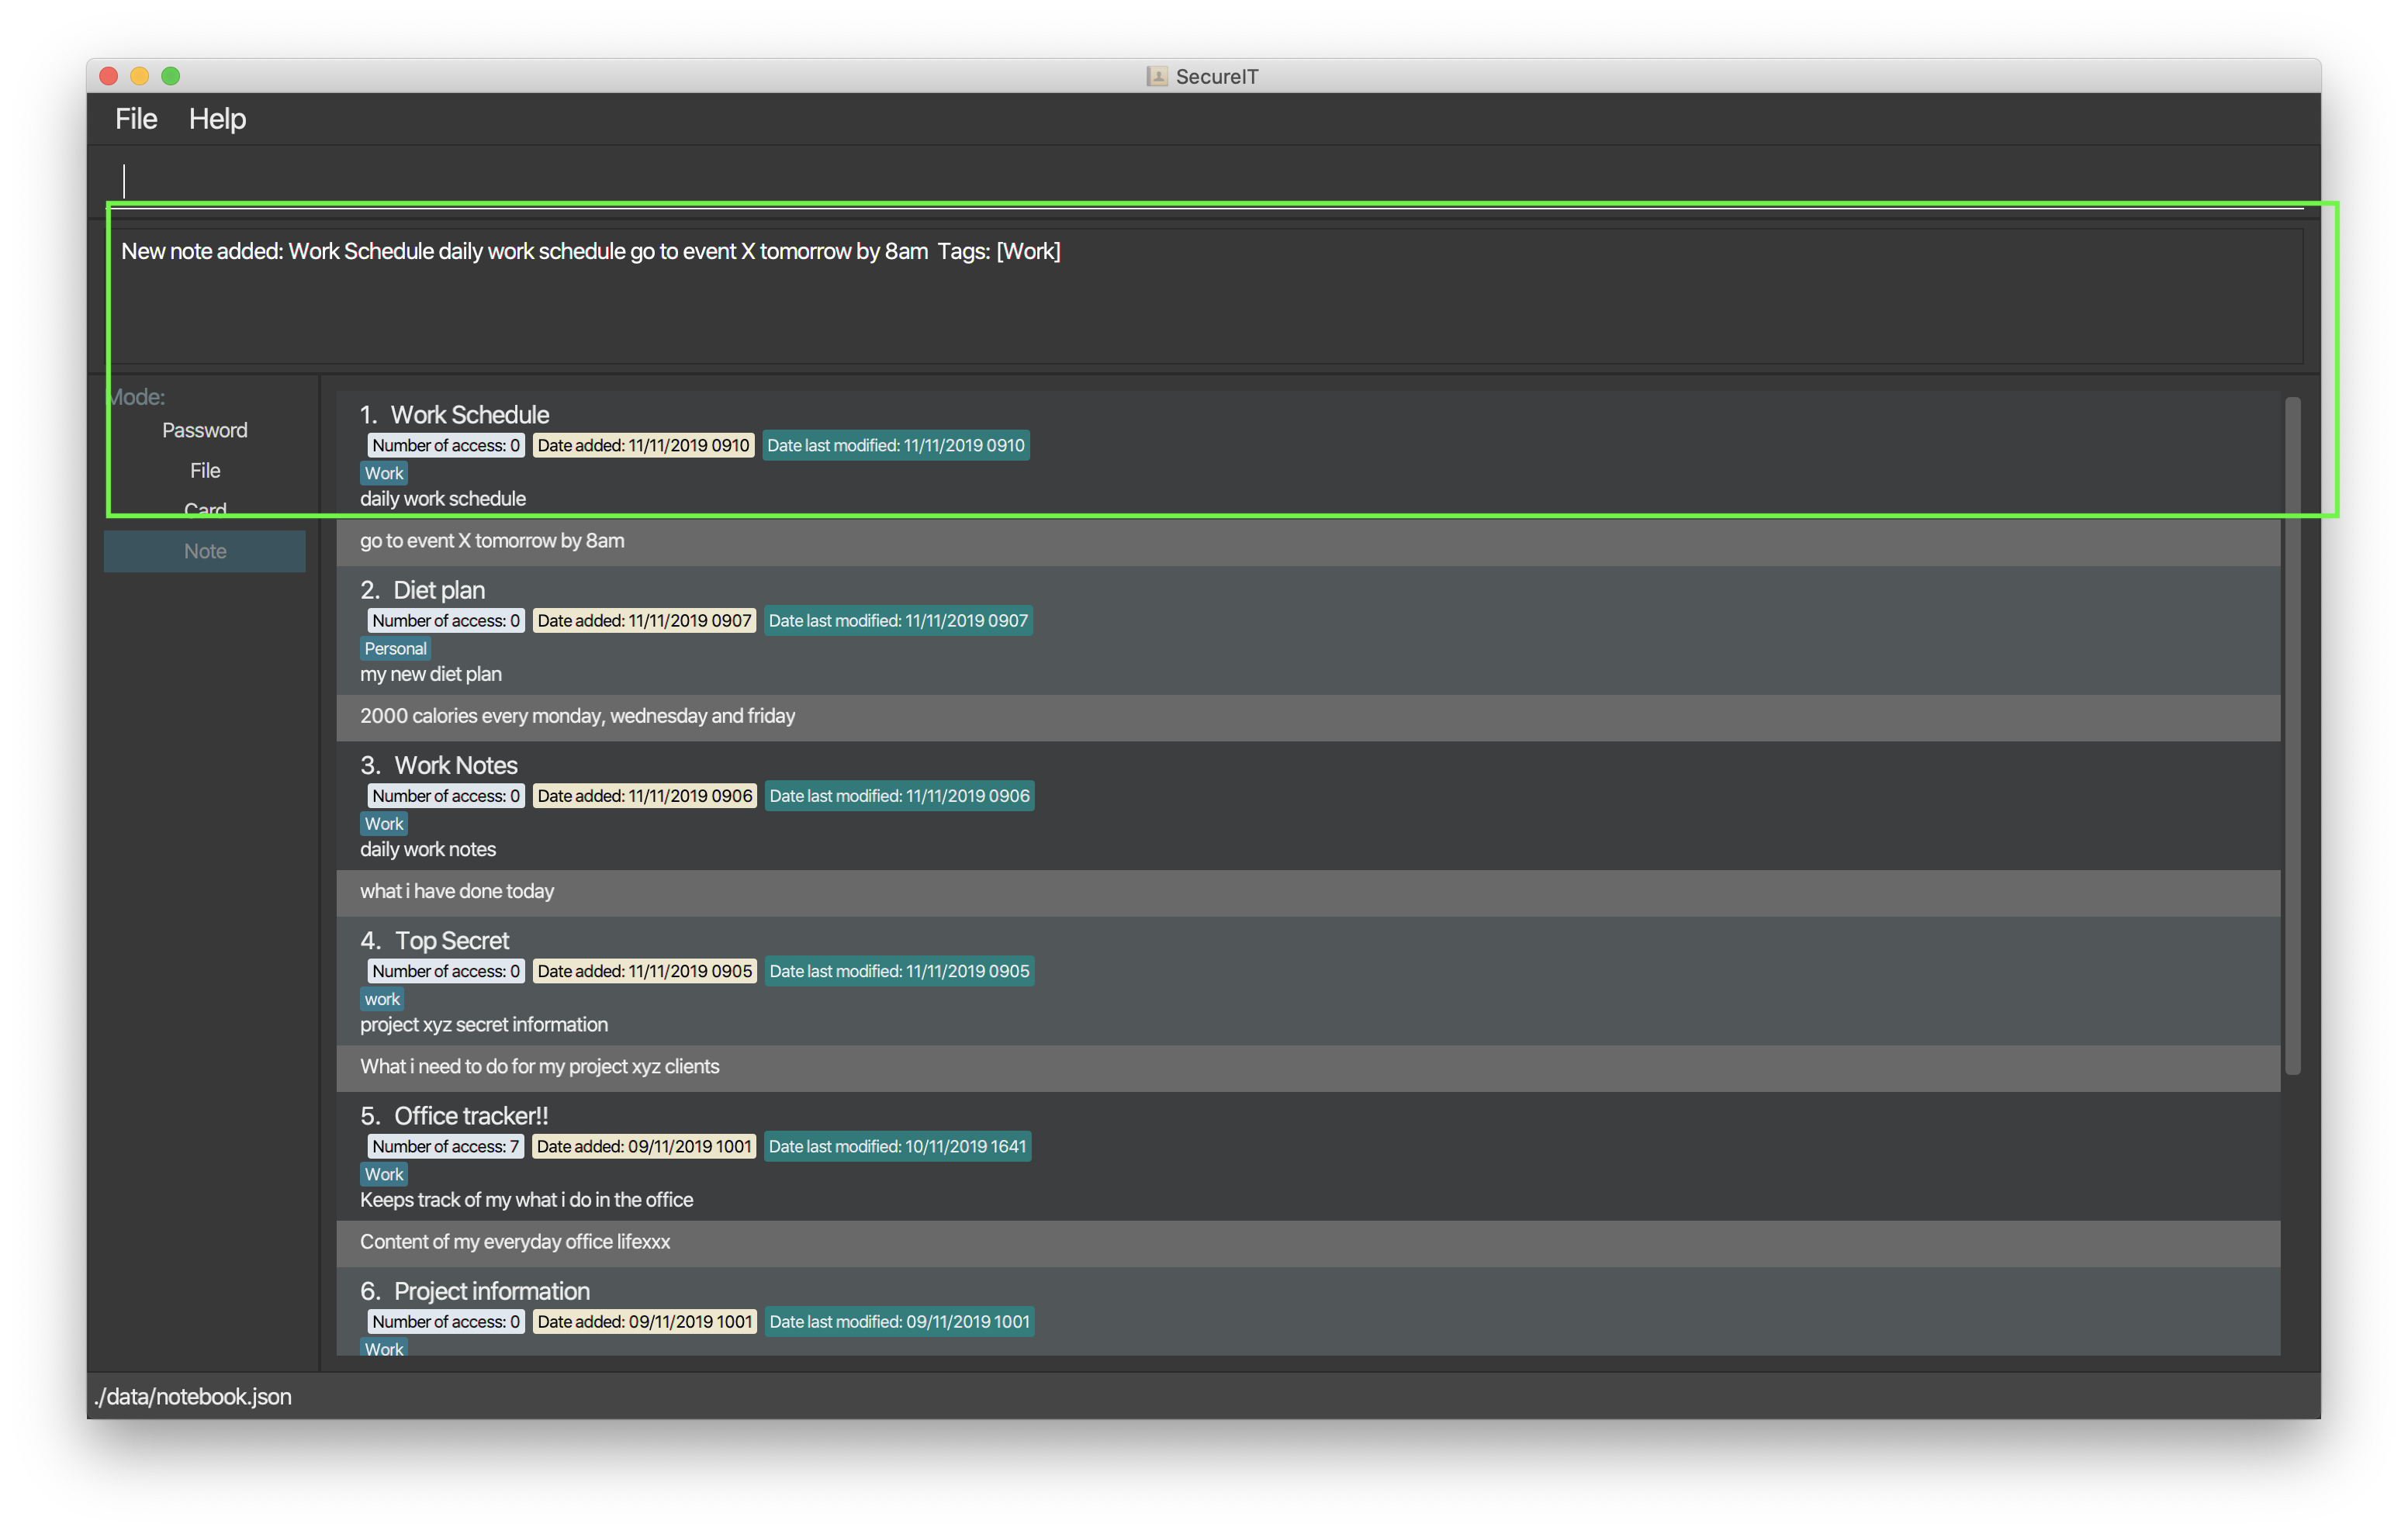 SecureIT
File Help
New note added: Work Schedule daily work schedule go to event X tomorrow by 8am Tags: [Work]
Mode:
Password
File
Card
Note
1. Work Schedule
Number of access: 0 Date added: 11/11/2019 0910 Date last modified: 11/11/2019 0910
Work
daily work schedule
go to event X tomorrow by 8am
2. Diet plan
Number of access: 0 Date added: 11/11/2019 0907 Date last modified: 11/11/2019 0907
Personal
my new diet plan
2000 calories every monday, wednesday and friday
3. Work Notes
Number of access: 0 Date added: 11/11/2019 0906 Date last modified: 11/11/2019 0906
Work
daily work notes
what i have done today
4. Top Secret
Number of access: 0 Date added: 11/11/2019 0905 Date last modified: 11/11/2019 0905
work
project xyz secret information
What i need to do for my project xyz clients
5. Office tracker!!
Number of access: 7 Date added: 09/11/2019 1001 Date last modified: 10/11/2019 1641
Work
Keeps track of my what i do in the office
Content of my everyday office lifexxx
6. Project information
Number of access: 0 Date added: 09/11/2019 1001 Date last modified: 09/11/2019 1001
Work
./data/notebook.json